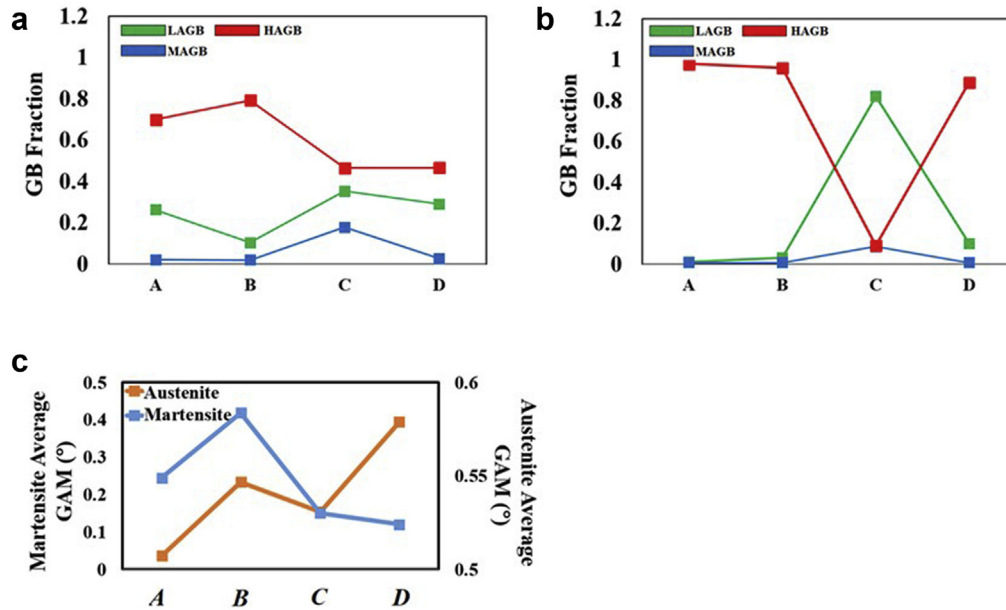 a
1.2
1
0.8
0.6
0.4
0.2
0
GB Fraction
LAGB HAGB
MAGB
A B C D
b
1.2
1
0.8
0.6
0.4
0.2
0
GB Fraction
LAGB HAGB
MAGB
A B C D
c
Martensite Average
GAM (°)
0.5
0.4
0.3
0.2
0.1
0
Austenite
Martensite
0.6
0.55
0.5
Austenite Average
GAM (°)
A B C D